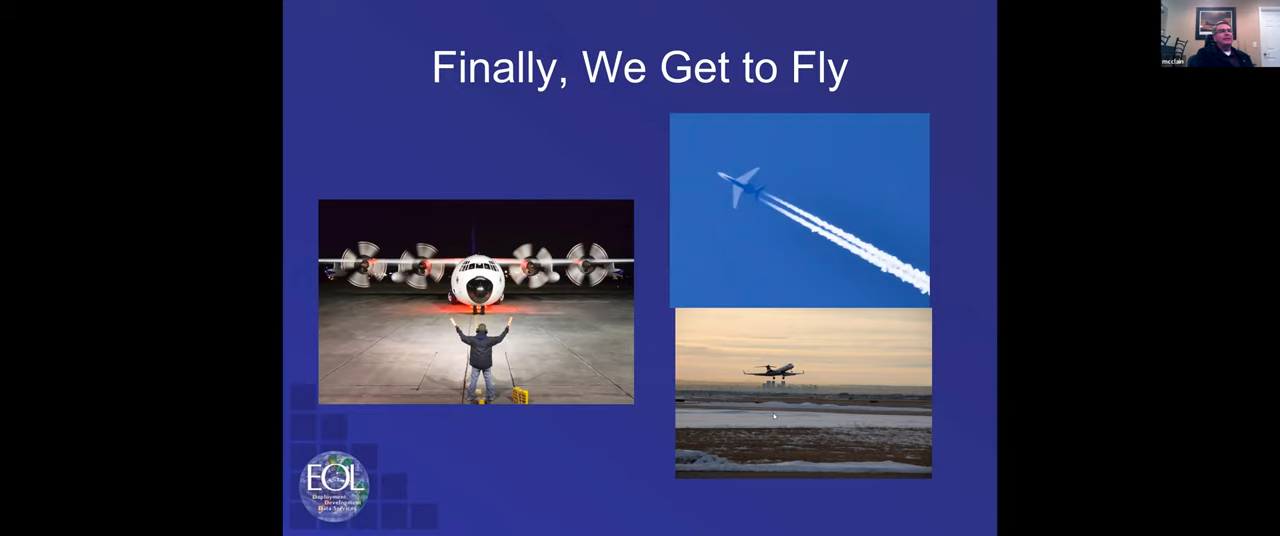 Finally, We Get to Fly
mcclain
EOL
Deployment
Development
Data Services